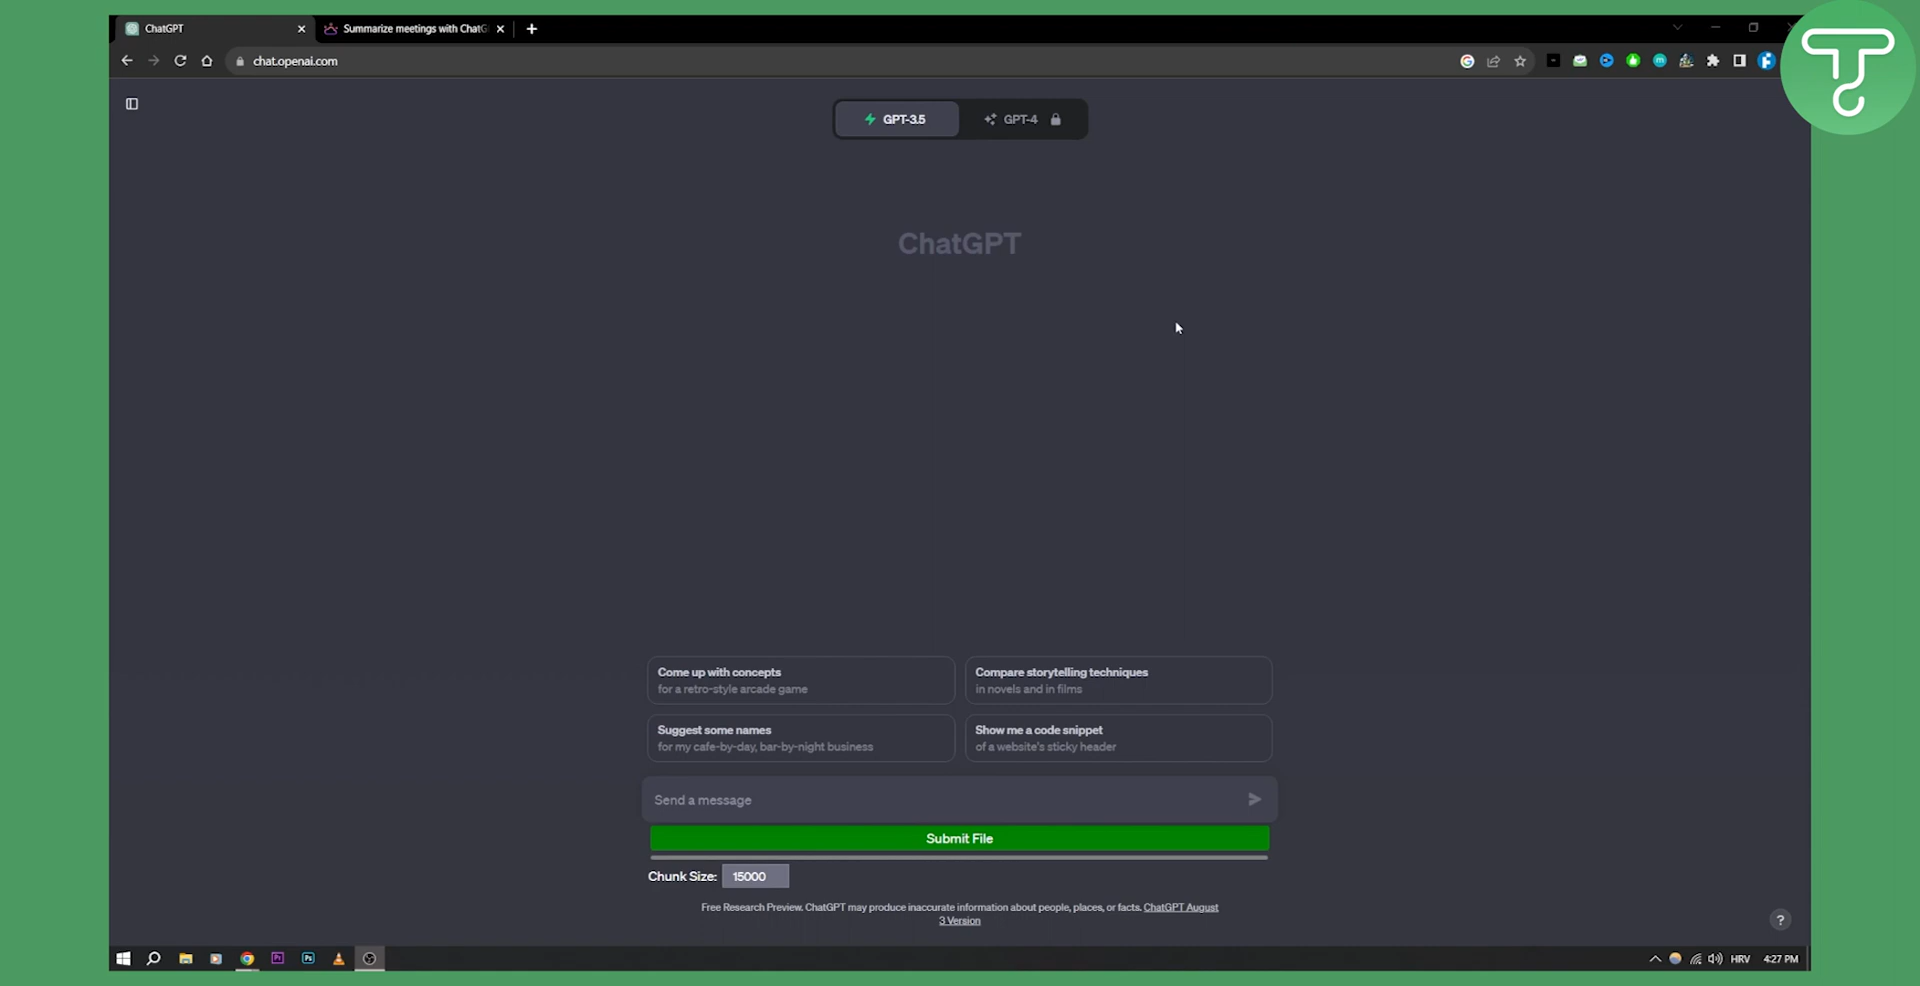 ChatGPT
Summarize meetings with ChatG
chat.openai.com
GPT-3.5
GPT-4
ChatGPT
Come up with concepts
for a retro-style arcade game
Compare storytelling techniques
in novels and in films
Suggest some names
for my cafe-by-day, bar-by-night business
Show me a code snippet
of a website's sticky header
Send a message
Submit File
Chunk Size: 15000
Free Research Preview. ChatGPT may produce inaccurate information about people, places, or facts. ChatGPT August
3 Version
?
Pr
Ps
HRV
4:27 PM